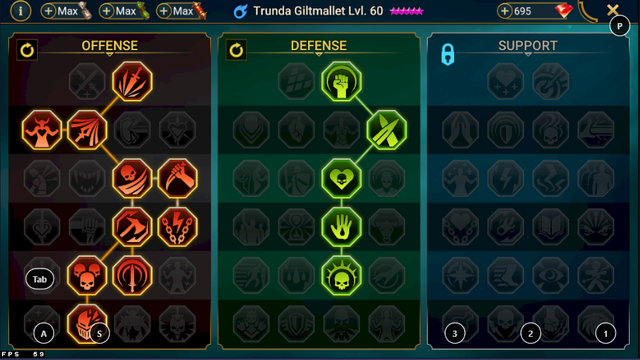 i + Max + Max + Max Trunda Giltmallet Lvl. 60 + 695
P
OFFENSE DEFENSE SUPPORT
Tab
A S 3 2 1
FPS 59